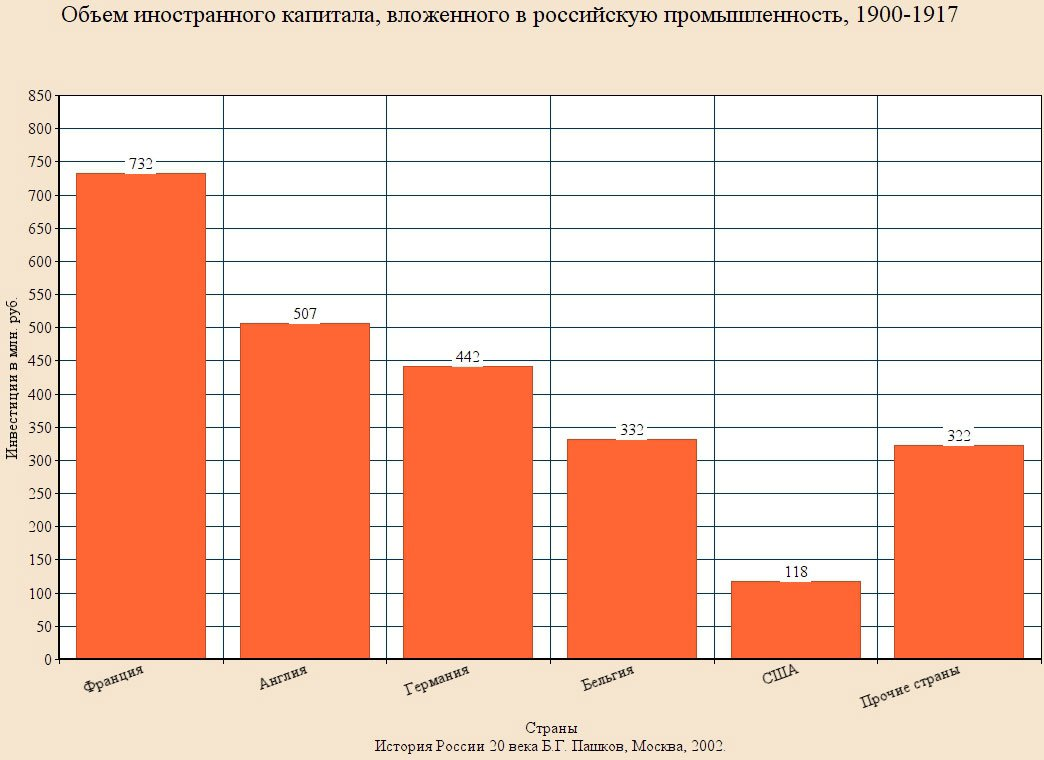 Объем иностранного капитала, вложенного в российскую промышленность, 1900-1917
850
800
750
700
650
600
550
500
450
400
350
300
250
200
150
100
50
0
Инвестиции в млн. руб.
732
507
442
332
118
322
Франция
Англия
Германия
Бельгия
США
Прочие страны
Страны
История России 20 века Б.Г. Пашков, Москва, 2002.